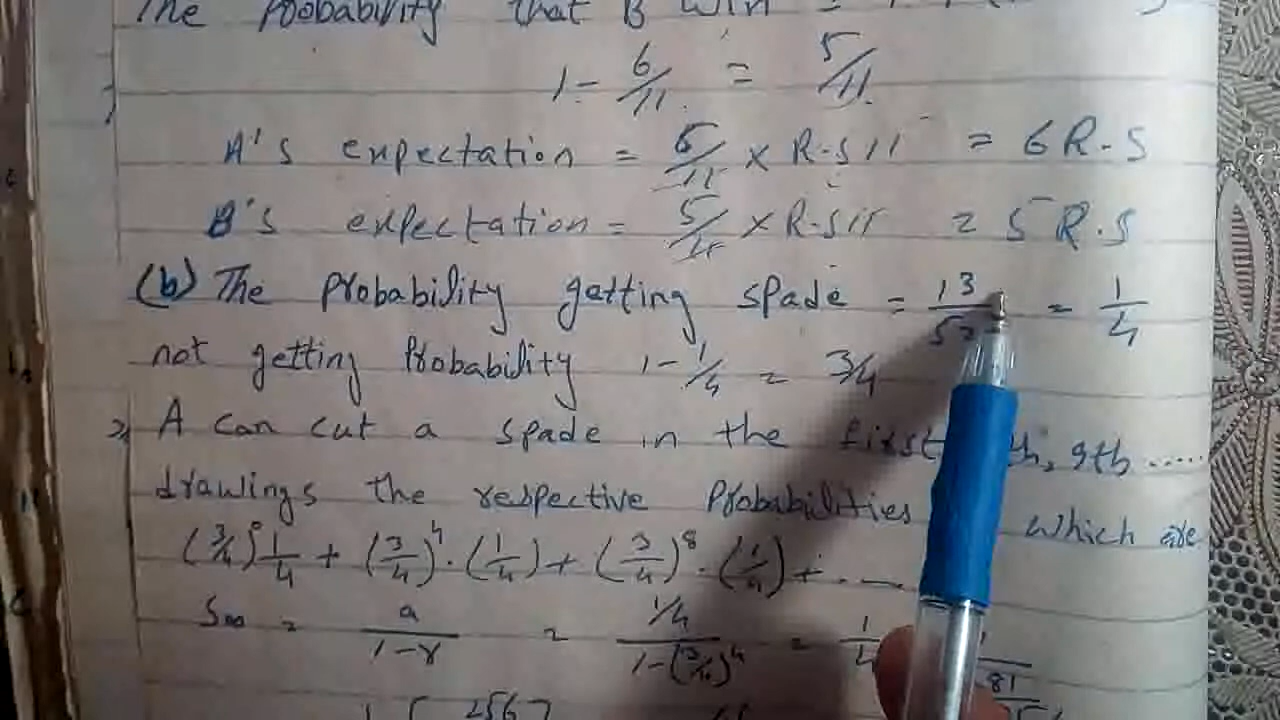 The Probability that B win =
1 - 6/11 = 5/11
A's expectation = 6/11 × R.S 11 = 6 R.S
B's expectation = 5/11 × R.S 11 = 5 R.S
(b) The Probability getting spade = 13/52 = 1/4
not getting Probability 1 - 1/4 = 3/4
A can cut a spade in the first th, 9th .....
drawings the respective Probabilities which are
(3/4)⁰ 1/4 + (3/4)⁴ · (1/4) + (3/4)⁸ · (1/4) + ...
S∞ = a/(1-r) = (1/4)/(1-(3/4)⁴) = 1/4
256